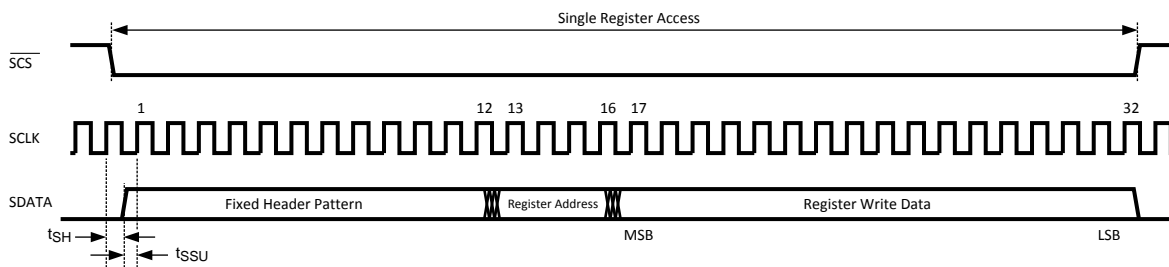 Single Register Access
SCS
1 12 13 16 17 32
SCLK
SDATA Fixed Header Pattern Register Address Register Write Data
tSH MSB LSB
tSSU